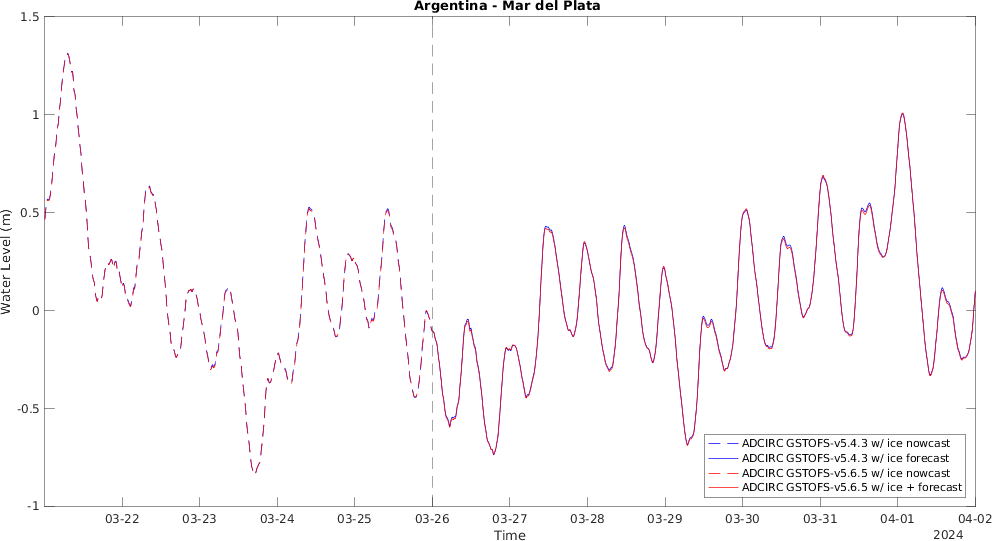 Argentina - Mar del Plata
1.5
1
0.5
0
-0.5
-1
Water Level (m)
ADCIRC GSTOFS-v5.4.3 w/ ice nowcast
ADCIRC GSTOFS-v5.4.3 w/ ice forecast
ADCIRC GSTOFS-v5.6.5 w/ ice nowcast
ADCIRC GSTOFS-v5.6.5 w/ ice + forecast
03-22 03-23 03-24 03-25 03-26 03-27 03-28 03-29 03-30 03-31 04-01 04-02
Time
2024